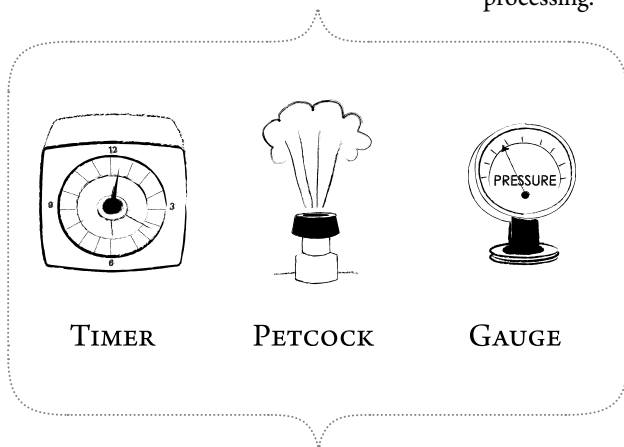 processing.
12
9
3
6
PRESSURE
TIMER
PETCOCK
GAUGE